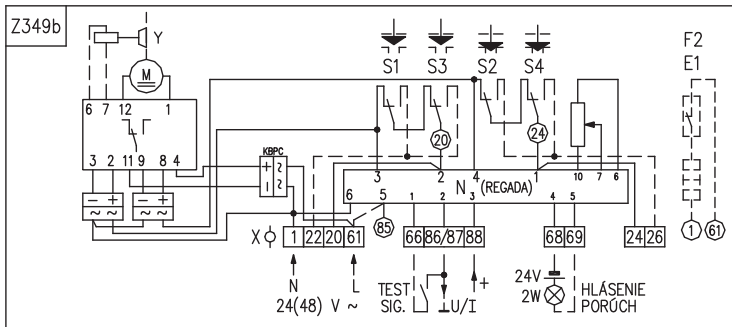 Z349b
Y
S1 S3 S2 S4
F2
E1
M
6 7 12 1
3 2 11 9 8 4
KBPC
+ ~
– ~
– +
~
– +
~
20
24
3 2 4 1 10 7 6
N (REGADA)
6 5 1 2 3 4 5
85
X 1 22 20 61 66 86/87 88 68 69 24 26
1 61
N L
24(48) V ~
TEST
SIG.
U/I
+
24V
2W
HLÁSENIE
PORÚCH